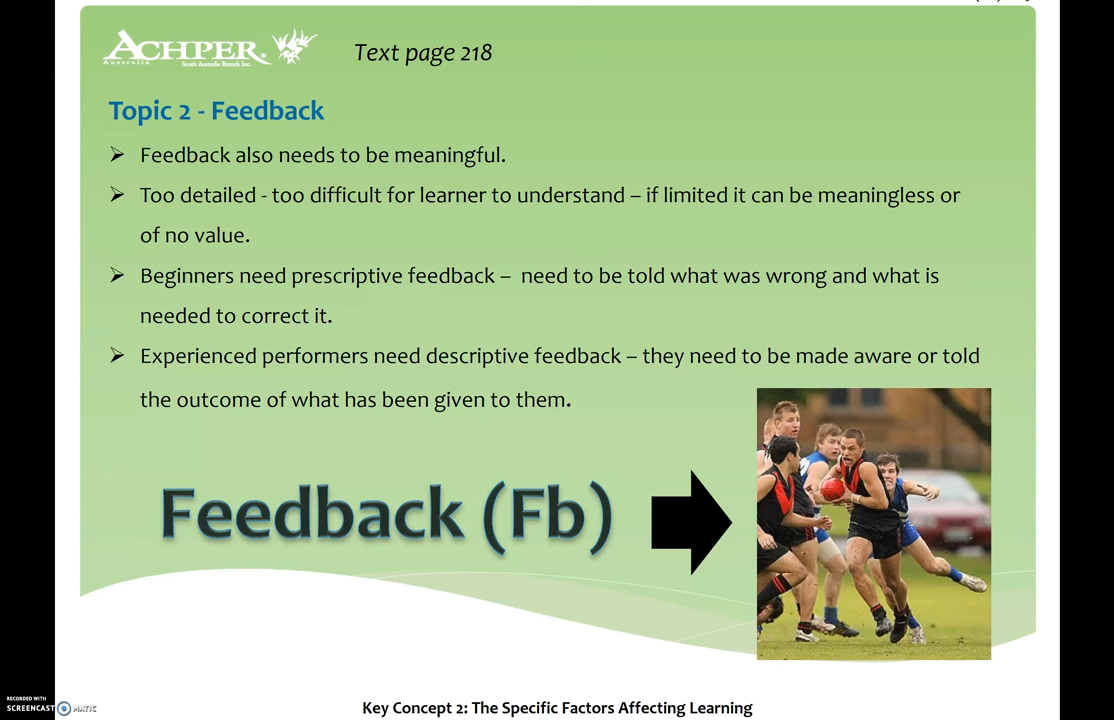 ACHPER
Australia
South Australia Branch Inc.
Text page 218
Topic 2 - Feedback
➢ Feedback also needs to be meaningful.
➢ Too detailed - too difficult for learner to understand – if limited it can be meaningless or
of no value.
➢ Beginners need prescriptive feedback – need to be told what was wrong and what is
needed to correct it.
➢ Experienced performers need descriptive feedback – they need to be made aware or told
the outcome of what has been given to them.
Feedback (Fb)
RECORDED WITH
SCREENCAST MATIC
Key Concept 2: The Specific Factors Affecting Learning